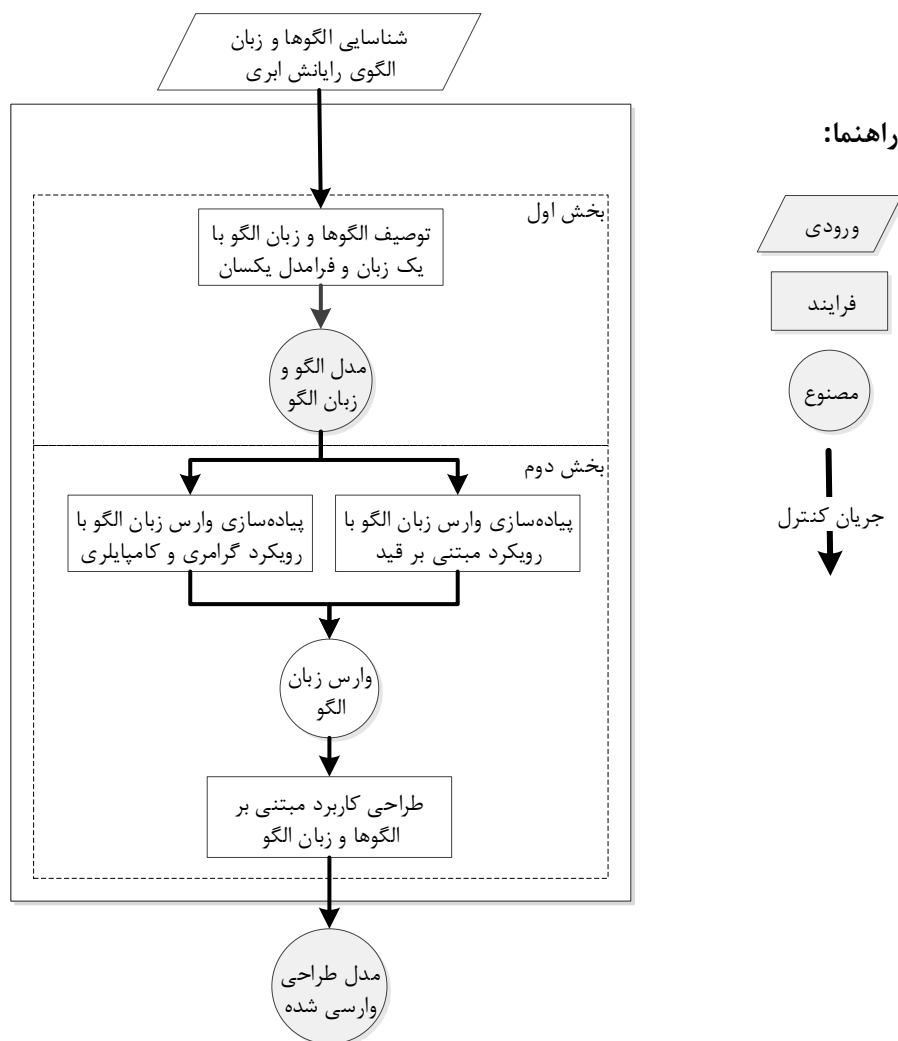 شناسایی الگوها و زبان
الگوی رایانش ابری
بخش اول
توصیف الگوها و زبان الگو با
یک زبان و فرامدل یکسان
مدل الگو و
زبان الگو
بخش دوم
پیاده‌سازی وارس زبان الگو با
رویکرد مبتنی بر قید
پیاده‌سازی وارس زبان الگو با
رویکرد گرامری و کامپایلری
وارس زبان
الگو
طراحی کاربرد مبتنی بر
الگوها و زبان الگو
مدل طراحی
وارسی شده
راهنما:
ورودی
فرایند
مصنوع
جریان کنترل